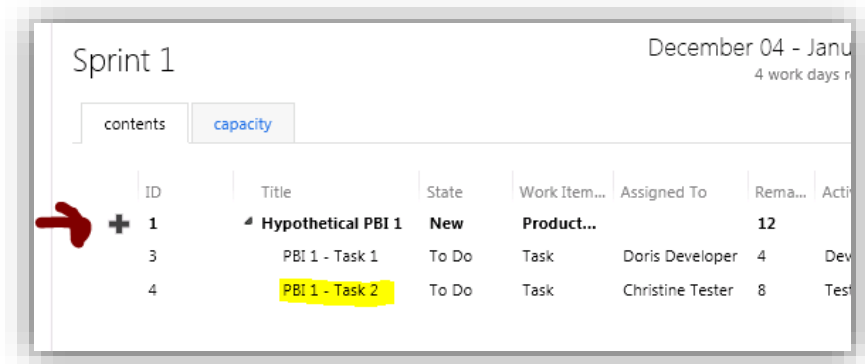 Sprint 1
December 04 - Janu
4 work days r
contents capacity
ID Title State Work Item... Assigned To Rema... Acti
1 Hypothetical PBI 1 New Product... 12
3 PBI 1 - Task 1 To Do Task Doris Developer 4 Dev
4 PBI 1 - Task 2 To Do Task Christine Tester 8 Test